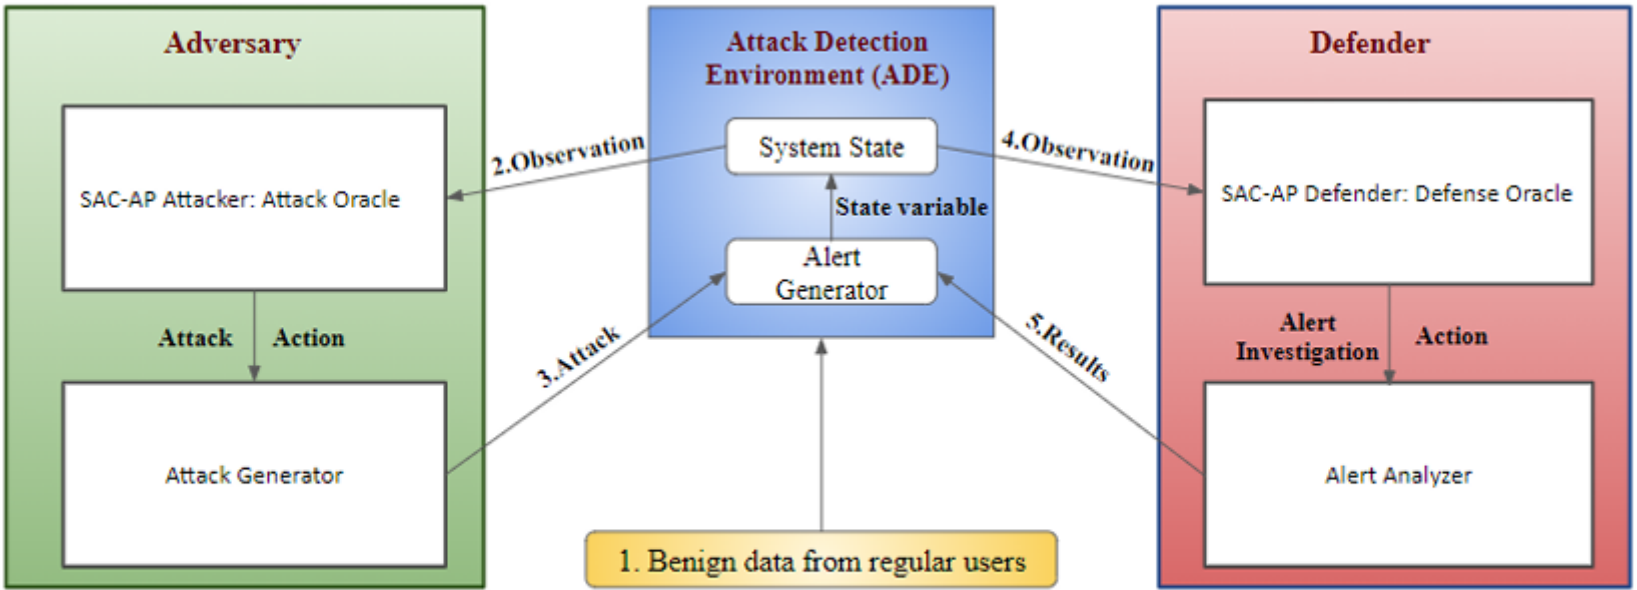 Adversary
SAC-AP Attacker: Attack Oracle
Attack
Action
Attack Generator
2.Observation
3.Attack
Attack Detection
Environment (ADE)
System State
State variable
Alert
Generator
1. Benign data from regular users
4.Observation
5.Results
Defender
SAC-AP Defender: Defense Oracle
Alert
Investigation
Action
Alert Analyzer